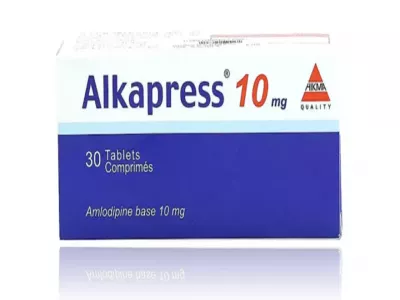 Alkapress® 10 mg
HIKMA
QUALITY
30 Tablets
Comprimés
Amlodipine base 10 mg